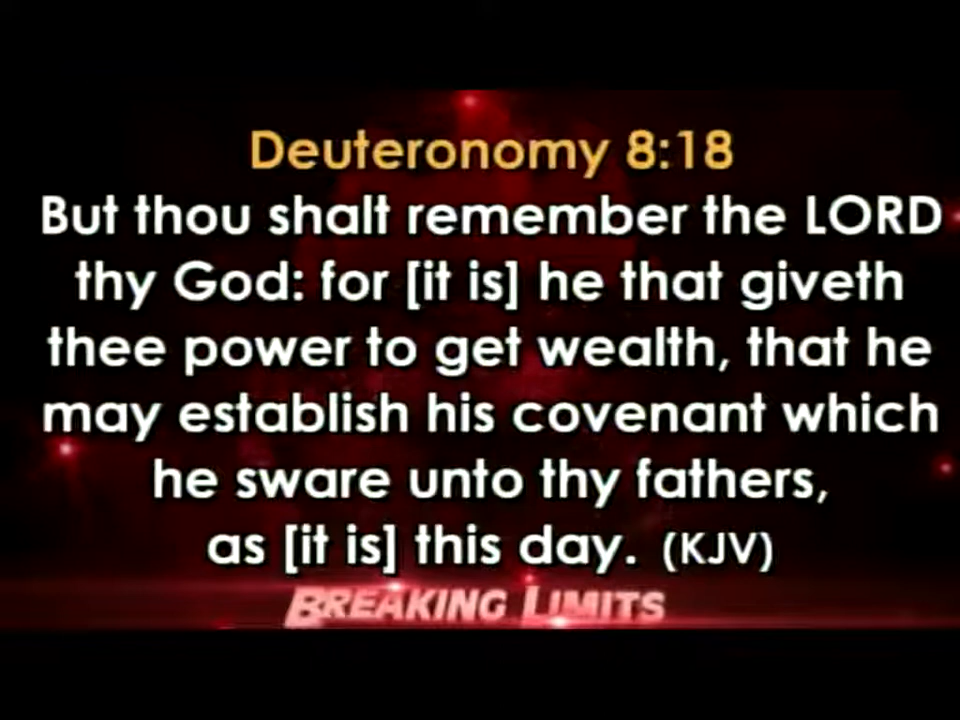 Deuteronomy 8:18
But thou shalt remember the LORD
thy God: for [it is] he that giveth
thee power to get wealth, that he
may establish his covenant which
he sware unto thy fathers,
as [it is] this day. (KJV)
BREAKING LIMITS